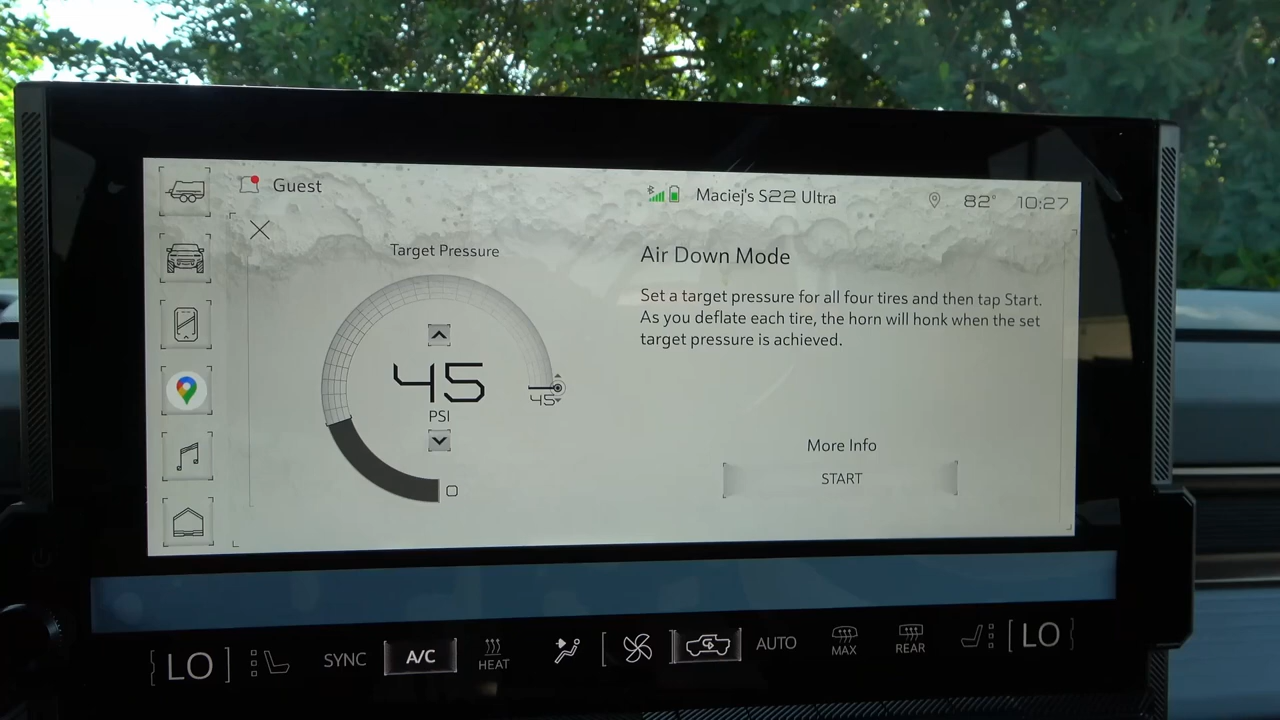 Guest
Maciej's S22 Ultra
82° 10:27
Target Pressure
45
PSI
45
0
Air Down Mode
Set a target pressure for all four tires and then tap Start.
As you deflate each tire, the horn will honk when the set
target pressure is achieved.
More Info
START
LO SYNC A/C HEAT AUTO MAX REAR LO